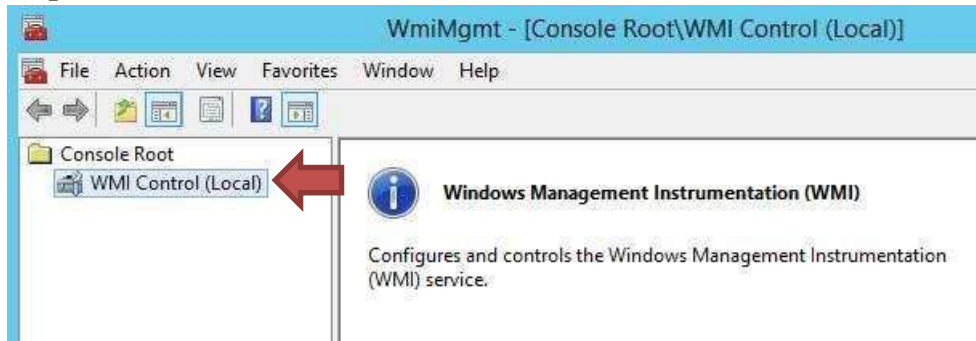 WmiMgmt - [Console Root\WMI Control (Local)]
File Action View Favorites Window Help
Console Root
WMI Control (Local)
Windows Management Instrumentation (WMI)
Configures and controls the Windows Management Instrumentation
(WMI) service.